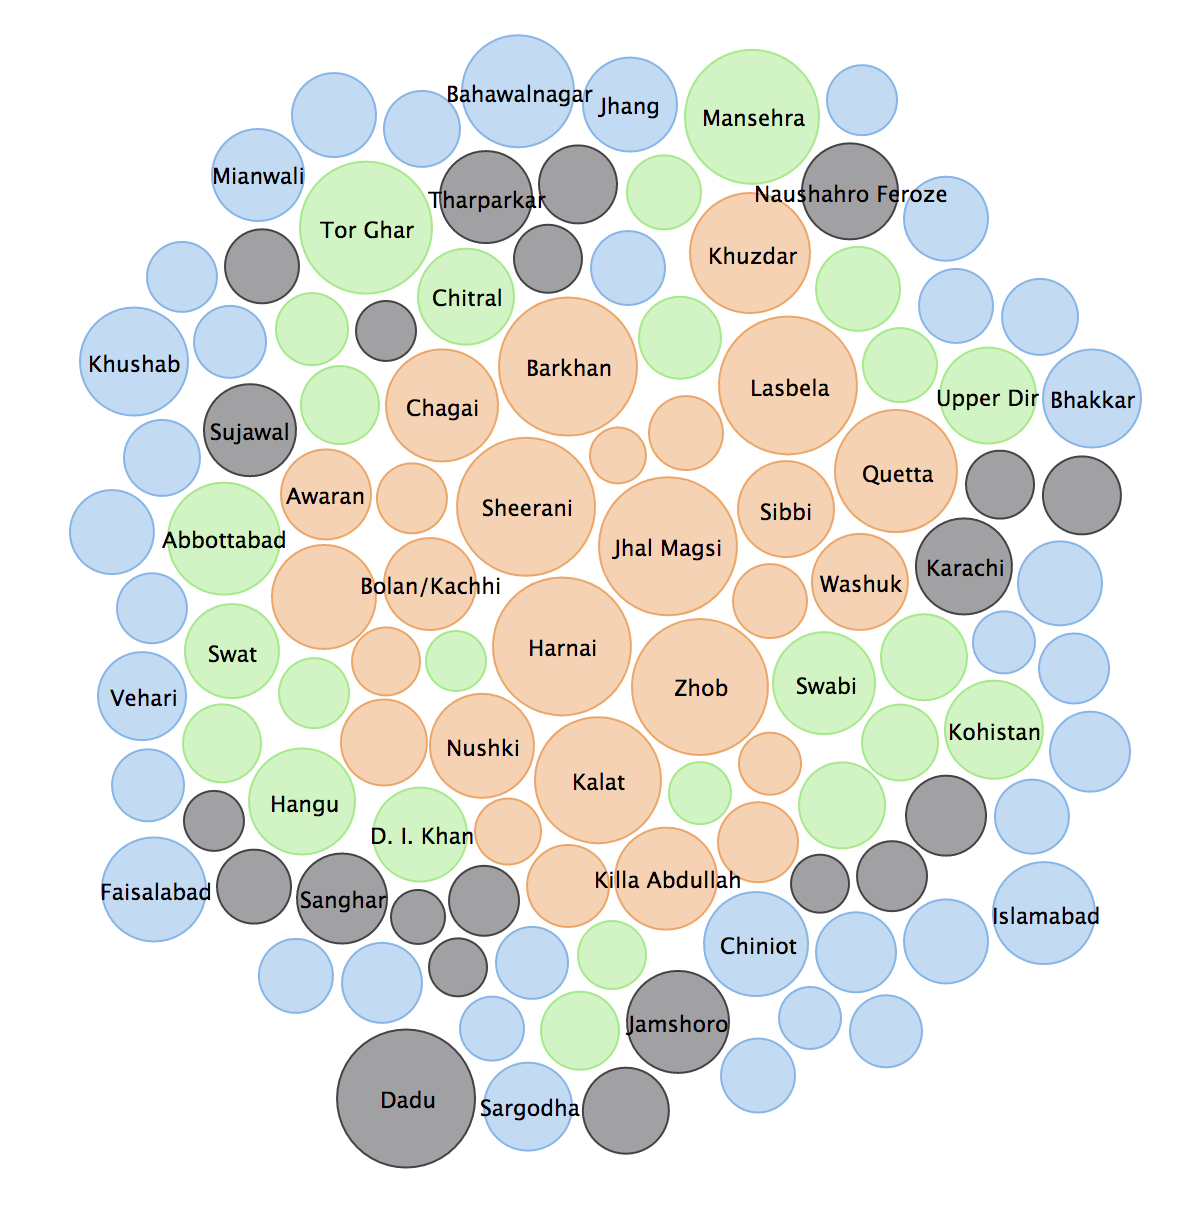 Bahawalnagar
Jhang
Mansehra
Mianwali
Tharparkar
Naushahro Feroze
Tor Ghar
Khuzdar
Chitral
Khushab
Barkhan
Lasbela
Upper Dir
Bhakkar
Chagai
Sujawal
Quetta
Awaran
Sheerani
Sibbi
Abbottabad
Jhal Magsi
Karachi
Bolan/Kachhi
Washuk
Swat
Harnai
Zhob
Swabi
Vehari
Kohistan
Nushki
Kalat
Hangu
D. I. Khan
Killa Abdullah
Faisalabad
Sanghar
Islamabad
Chiniot
Jamshoro
Dadu
Sargodha